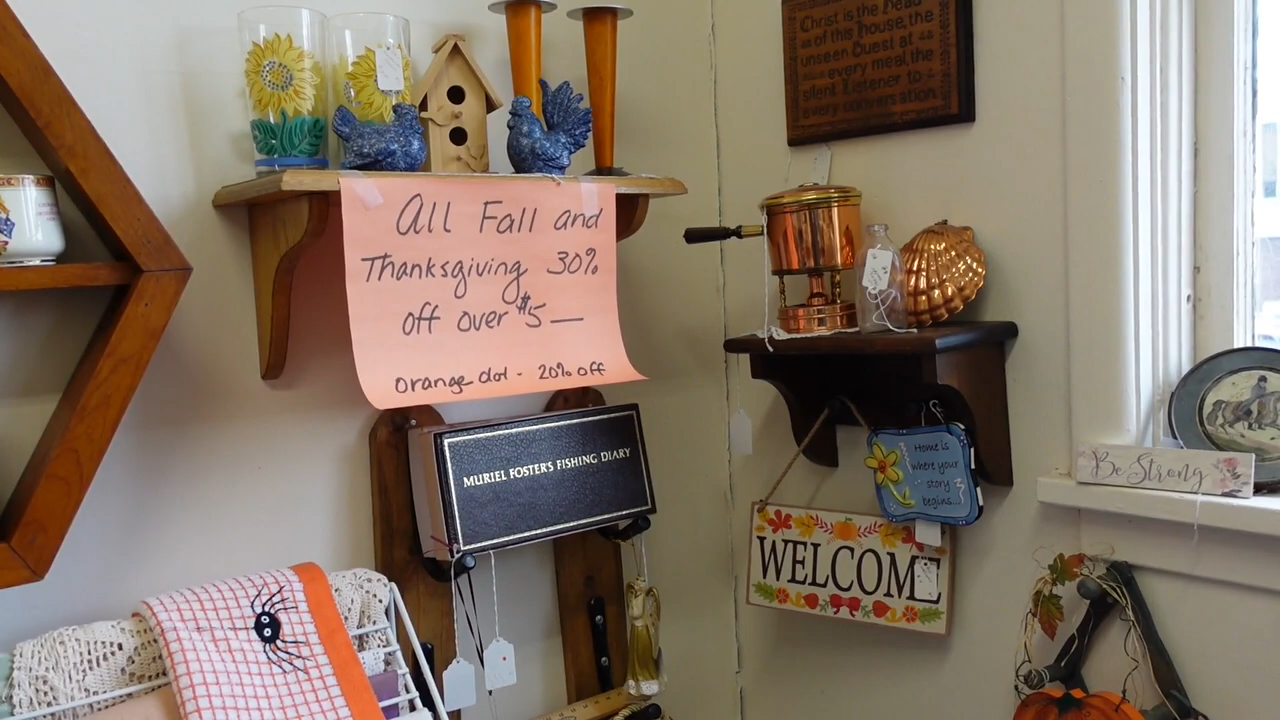 Christ is the Head
of this house, the
unseen Guest at
every meal, the
silent Listener to
every conversation
All Fall and
Thanksgiving 30%
off over $5—
orange dot - 20% off
MURIEL FOSTER'S FISHING DIARY
Home is
where your
story
begins...
Be Strong
WELCOME